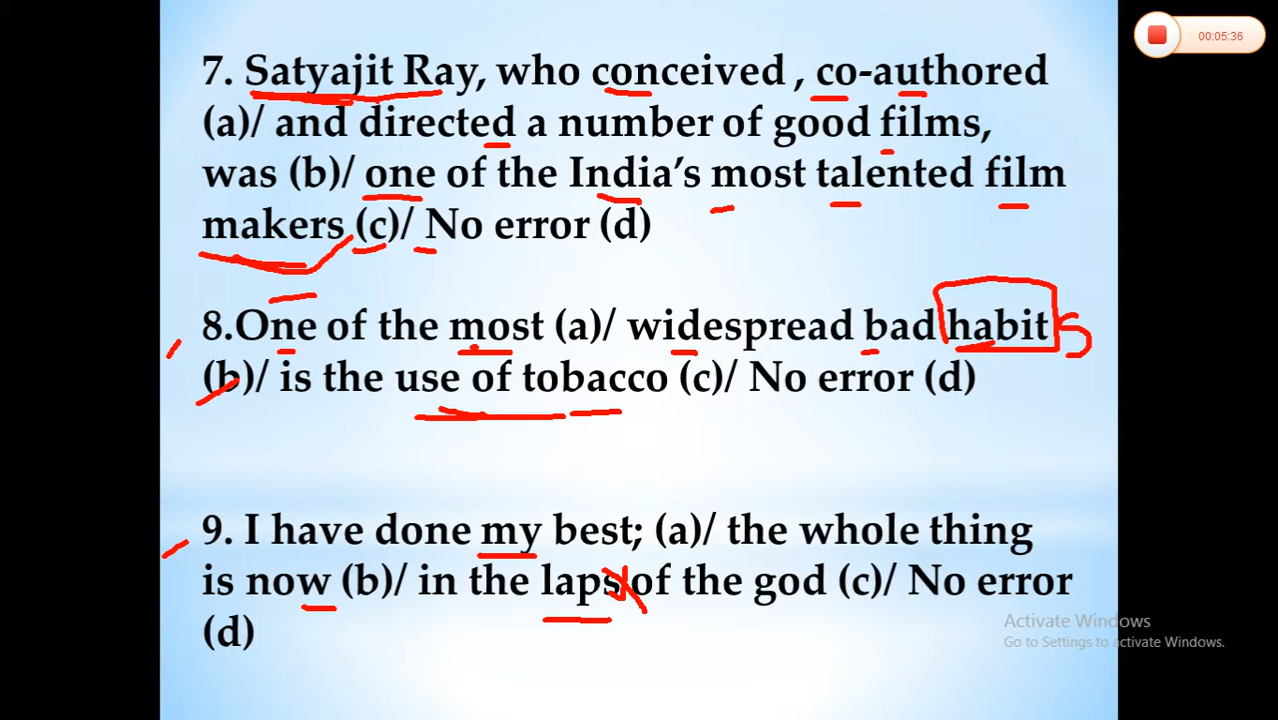 00:05:36
7. Satyajit Ray, who conceived , co-authored
(a)/ and directed a number of good films,
was (b)/ one of the India's most talented film
makers (c)/ No error (d)
8.One of the most (a)/ widespread bad habit s
(b)/ is the use of tobacco (c)/ No error (d)
9. I have done my best; (a)/ the whole thing
is now (b)/ in the laps of the god (c)/ No error
(d)
Activate Windows
Go to Settings to activate Windows.